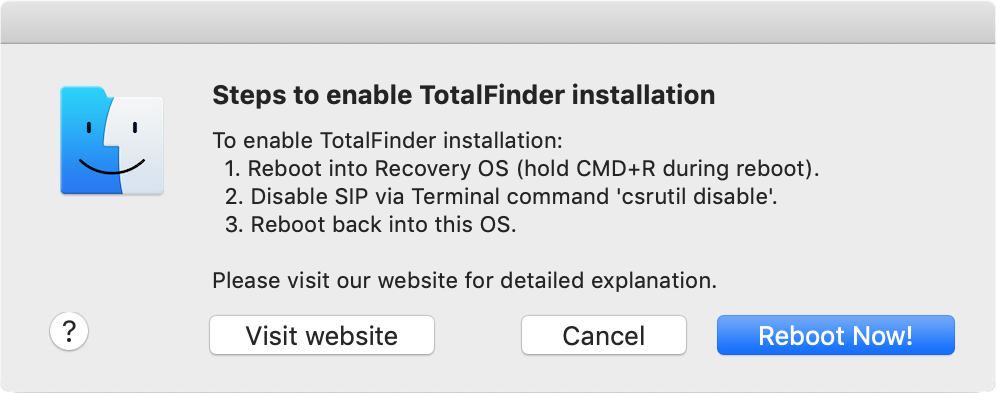 Steps to enable TotalFinder installation
To enable TotalFinder installation:
1. Reboot into Recovery OS (hold CMD+R during reboot).
2. Disable SIP via Terminal command 'csrutil disable'.
3. Reboot back into this OS.
Please visit our website for detailed explanation.
? Visit website Cancel Reboot Now!